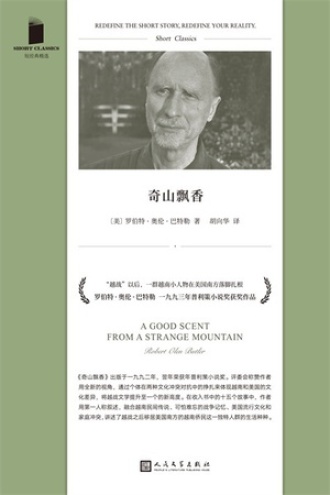 REDEFINE THE SHORT STORY, REDEFINE YOUR REALITY.
Short Classics
SHORT CLASSICS
短经典精选
奇山飘香
〔美〕罗伯特·奥伦·巴特勒 著 胡向华 译
“越战”以后，一群越南小人物在美国南方落脚扎根
罗伯特·奥伦·巴特勒 一九九三年普利策小说奖获奖作品
A GOOD SCENT
FROM A STRANGE MOUNTAIN
Robert Olen Butler
《奇山飘香》出版于一九九二年，翌年荣获普利策小说奖。评委会称赞作者
用全新的视角，通过个体在两种文化冲突对抗中的挣扎来体现越南和美国的文
化差异，将越战文学提升至一个新高度。在收入书中的十五个故事中，作者
用第一人称叙述，融合越南民间传说、可怕难忘的战争记忆、美国流行文化和
家庭冲突，讲述了越战之后移居美国南方的越南侨民这一独特人群的生活种种。
人民文学出版社